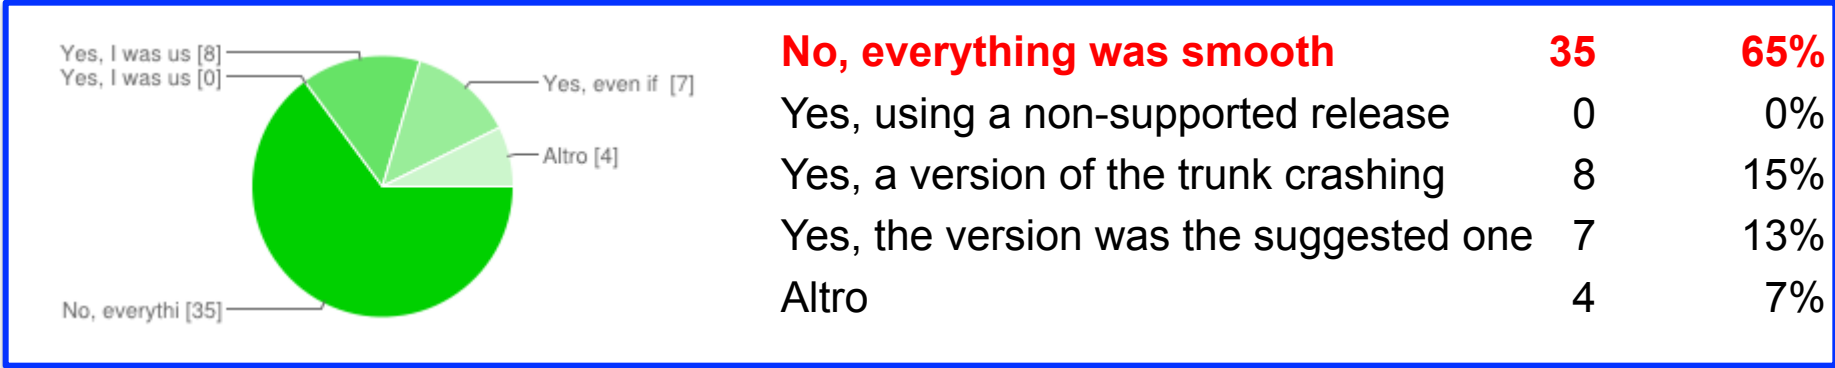 Yes, I was us [8]
Yes, I was us [0]
Yes, even if [7]
Altro [4]
No, everythi [35]
No, everything was smooth 35 65%
Yes, using a non-supported release 0 0%
Yes, a version of the trunk crashing 8 15%
Yes, the version was the suggested one 7 13%
Altro 4 7%